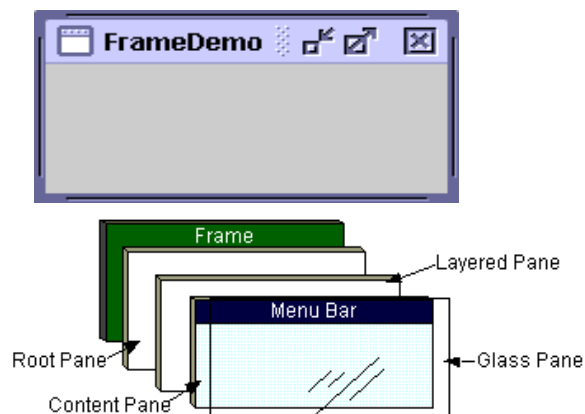 FrameDemo
Frame
Layered Pane
Menu Bar
Root Pane
Glass Pane
Content Pane